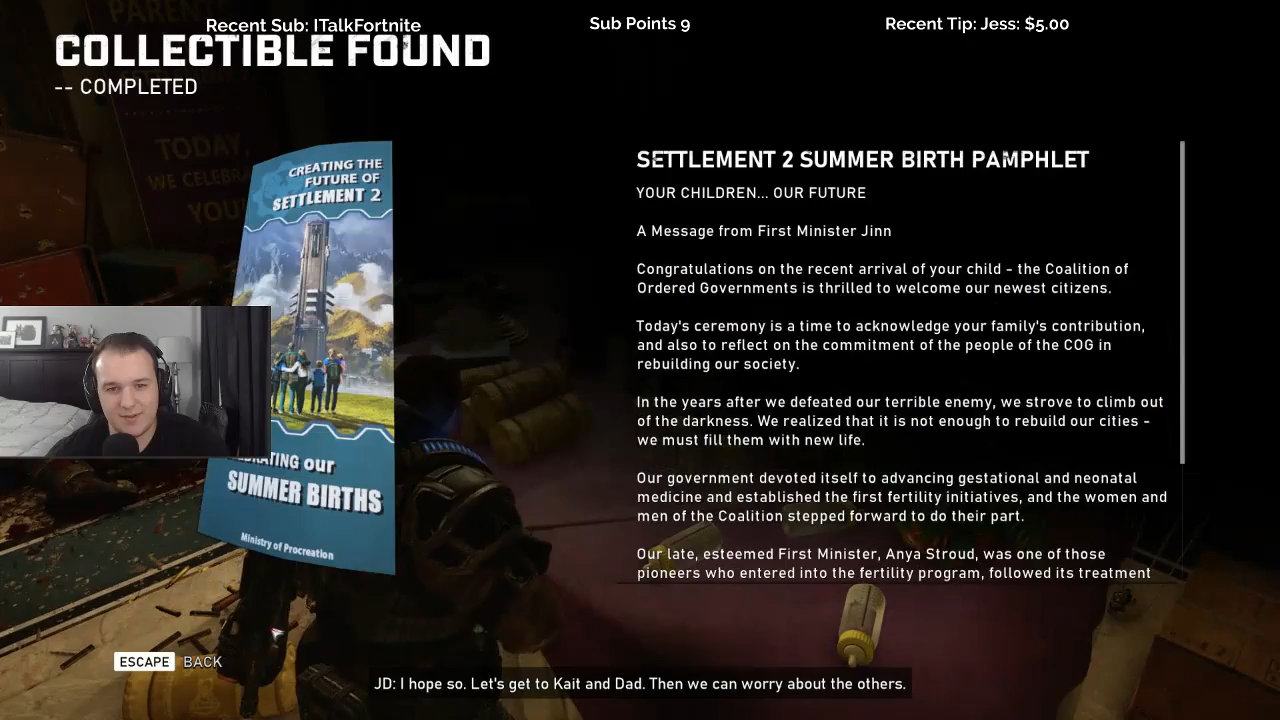 Recent Sub: ITalkFortnite
Sub Points 9
Recent Tip: Jess: $5.00
COLLECTIBLE FOUND
-- COMPLETED
PAREN
TODAY,
WE CELEBRA
YOU
CREATING THE
FUTURE OF
SETTLEMENT 2
BRATING our
SUMMER BIRTHS
Ministry of Procreation
SETTLEMENT 2 SUMMER BIRTH PAMPHLET
YOUR CHILDREN... OUR FUTURE
A Message from First Minister Jinn
Congratulations on the recent arrival of your child - the Coalition of
Ordered Governments is thrilled to welcome our newest citizens.
Today's ceremony is a time to acknowledge your family's contribution,
and also to reflect on the commitment of the people of the COG in
rebuilding our society.
In the years after we defeated our terrible enemy, we strove to climb out
of the darkness. We realized that it is not enough to rebuild our cities -
we must fill them with new life.
Our government devoted itself to advancing gestational and neonatal
medicine and established the first fertility initiatives, and the women and
men of the Coalition stepped forward to do their part.
Our late, esteemed First Minister, Anya Stroud, was one of those
pioneers who entered into the fertility program, followed its treatment
ESCAPE BACK
JD: I hope so. Let's get to Kait and Dad. Then we can worry about the others.